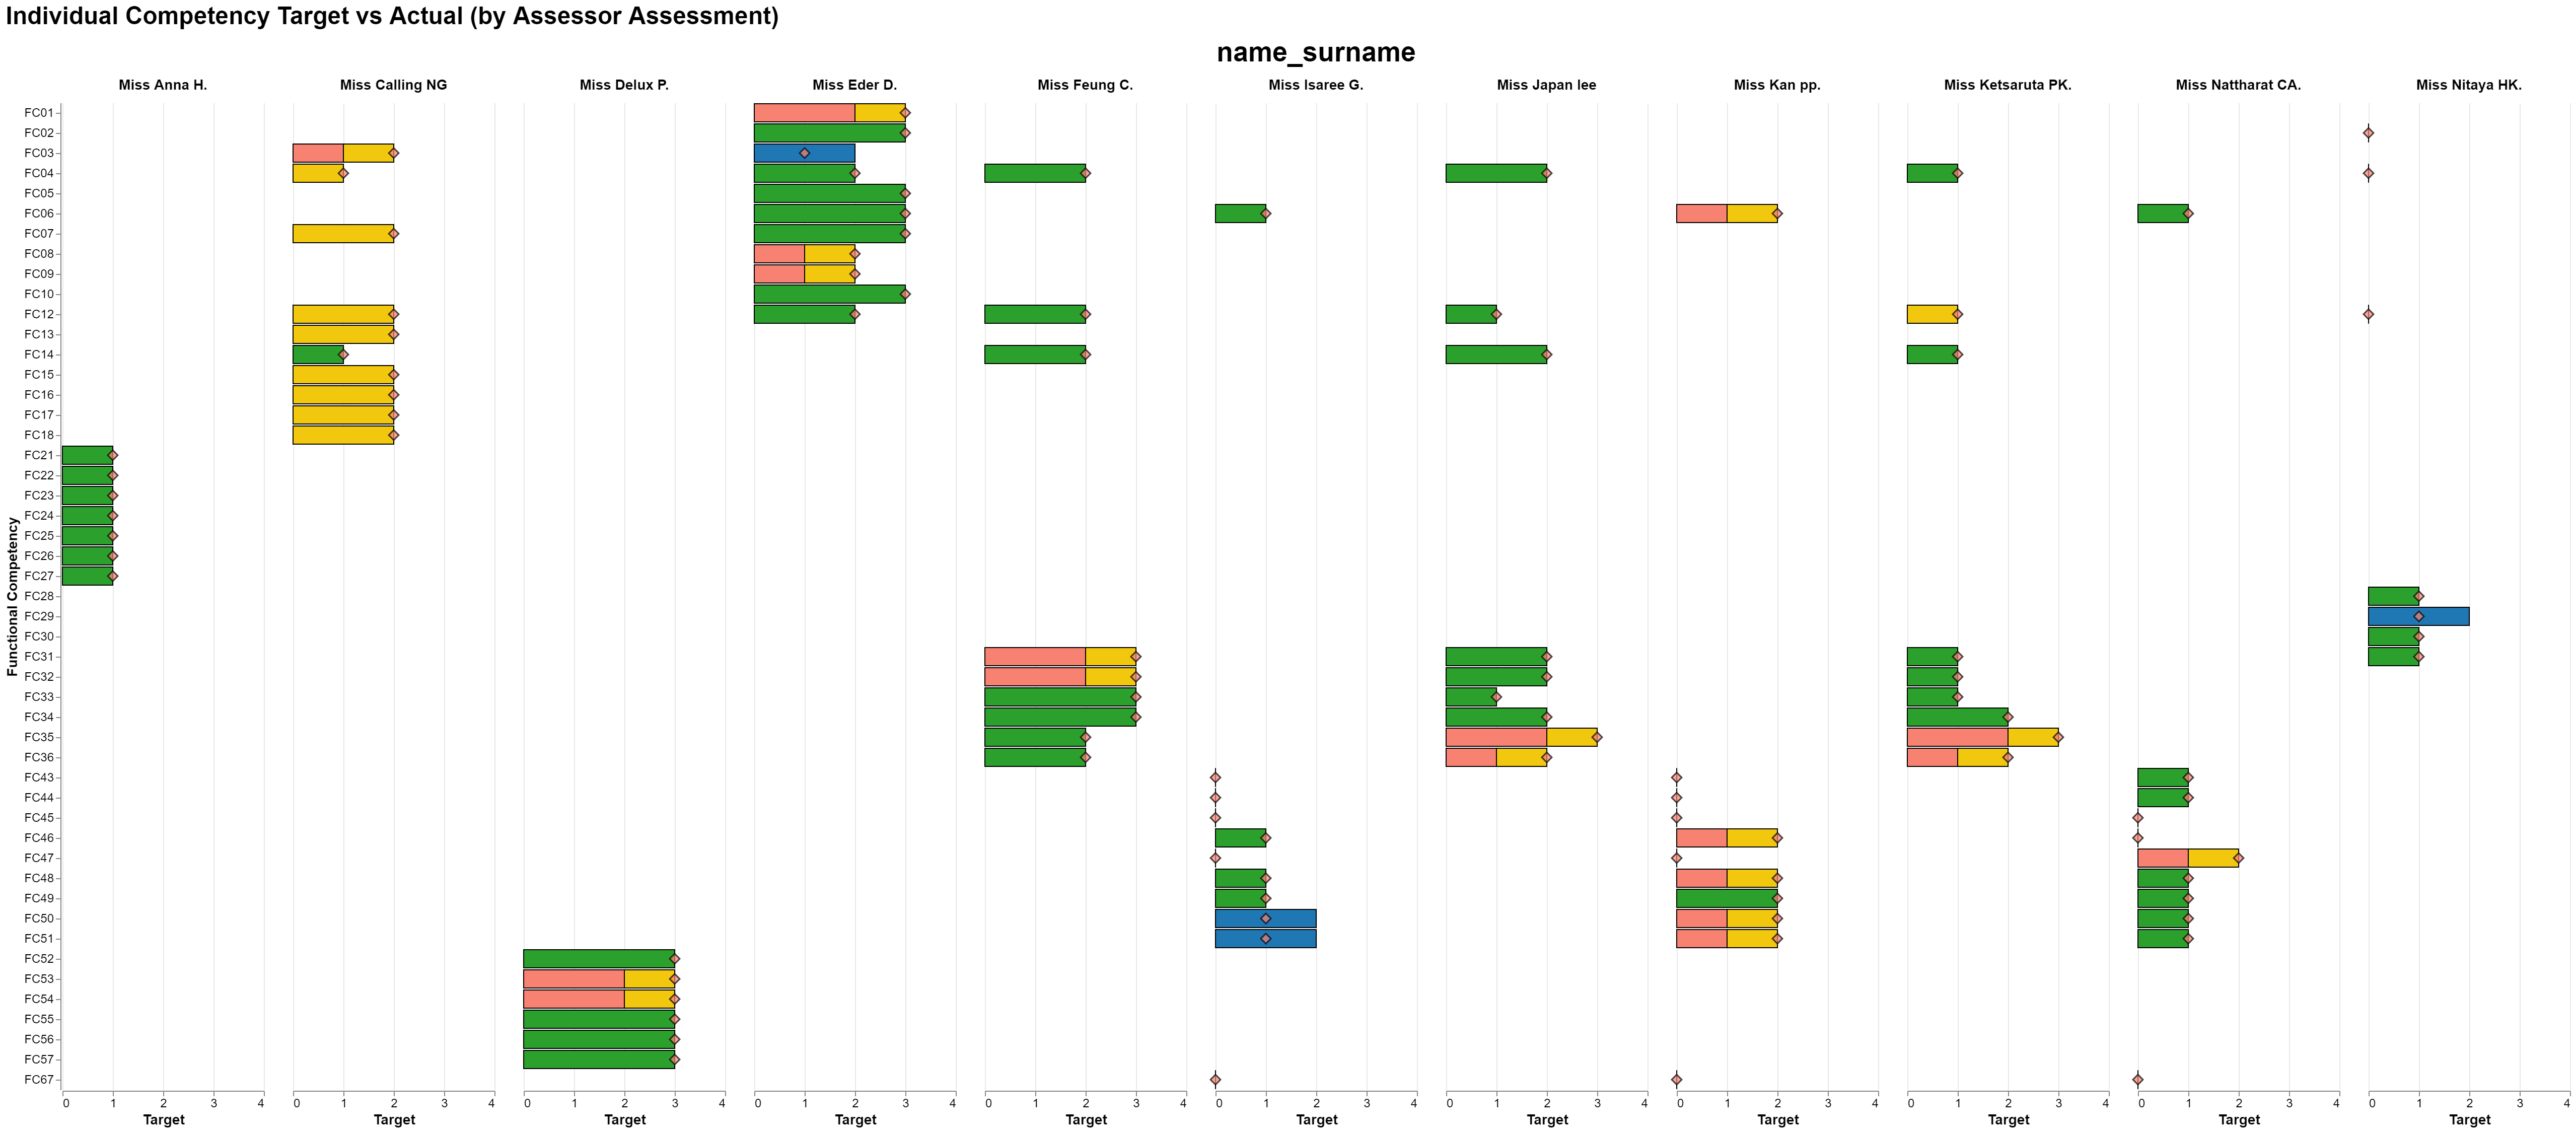 Individual Competency Target vs Actual (by Assessor Assessment)
name_surname
Miss Anna H. Miss Calling NG Miss Delux P. Miss Eder D. Miss Feung C. Miss Isaree G. Miss Japan lee Miss Kan pp. Miss Ketsaruta PK. Miss Nattharat CA. Miss Nitaya HK.
Functional Competency
FC01
FC02
FC03
FC04
FC05
FC06
FC07
FC08
FC09
FC10
FC12
FC13
FC14
FC15
FC16
FC17
FC18
FC21
FC22
FC23
FC24
FC25
FC26
FC27
FC28
FC29
FC30
FC31
FC32
FC33
FC34
FC35
FC36
FC43
FC44
FC45
FC46
FC47
FC48
FC49
FC50
FC51
FC52
FC53
FC54
FC55
FC56
FC57
FC67
0 1 2 3 4 0 1 2 3 4 0 1 2 3 4 0 1 2 3 4 0 1 2 3 4 0 1 2 3 4 0 1 2 3 4 0 1 2 3 4 0 1 2 3 4 0 1 2 3 4 0 1 2 3 4
Target Target Target Target Target Target Target Target Target Target Target